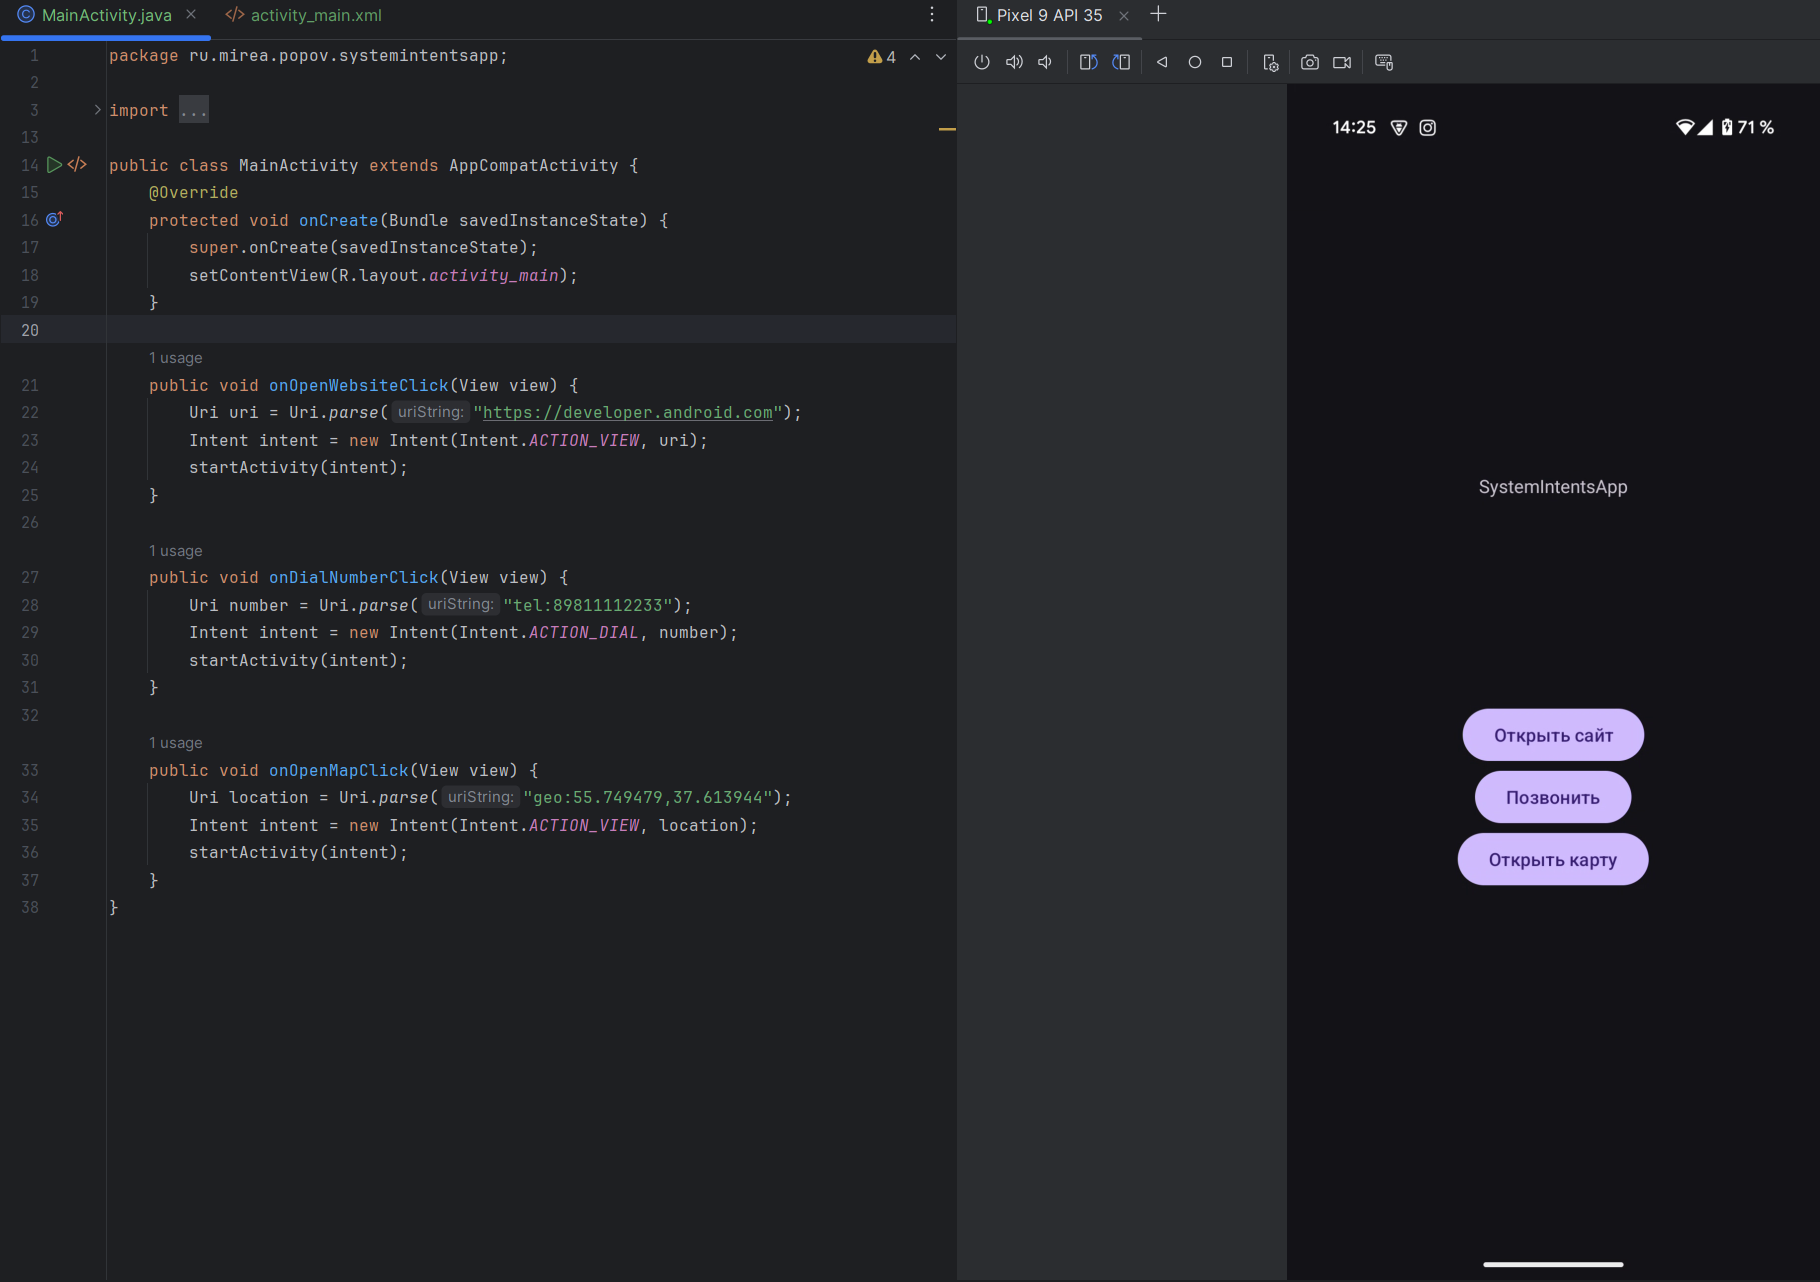 MainActivity.java
activity_main.xml
4
1 package ru.mirea.popov.systemintentsapp;
2
3 import ...
13
14 public class MainActivity extends AppCompatActivity {
15 @Override
16 protected void onCreate(Bundle savedInstanceState) {
17 super.onCreate(savedInstanceState);
18 setContentView(R.layout.activity_main);
19 }
20
1 usage
21 public void onOpenWebsiteClick(View view) {
22 Uri uri = Uri.parse( uriString: "https://developer.android.com");
23 Intent intent = new Intent(Intent.ACTION_VIEW, uri);
24 startActivity(intent);
25 }
26
1 usage
27 public void onDialNumberClick(View view) {
28 Uri number = Uri.parse( uriString: "tel:89811112233");
29 Intent intent = new Intent(Intent.ACTION_DIAL, number);
30 startActivity(intent);
31 }
32
1 usage
33 public void onOpenMapClick(View view) {
34 Uri location = Uri.parse( uriString: "geo:55.749479,37.613944");
35 Intent intent = new Intent(Intent.ACTION_VIEW, location);
36 startActivity(intent);
37 }
38 }
Pixel 9 API 35
14:25
71 %
SystemIntentsApp
Открыть сайт
Позвонить
Открыть карту